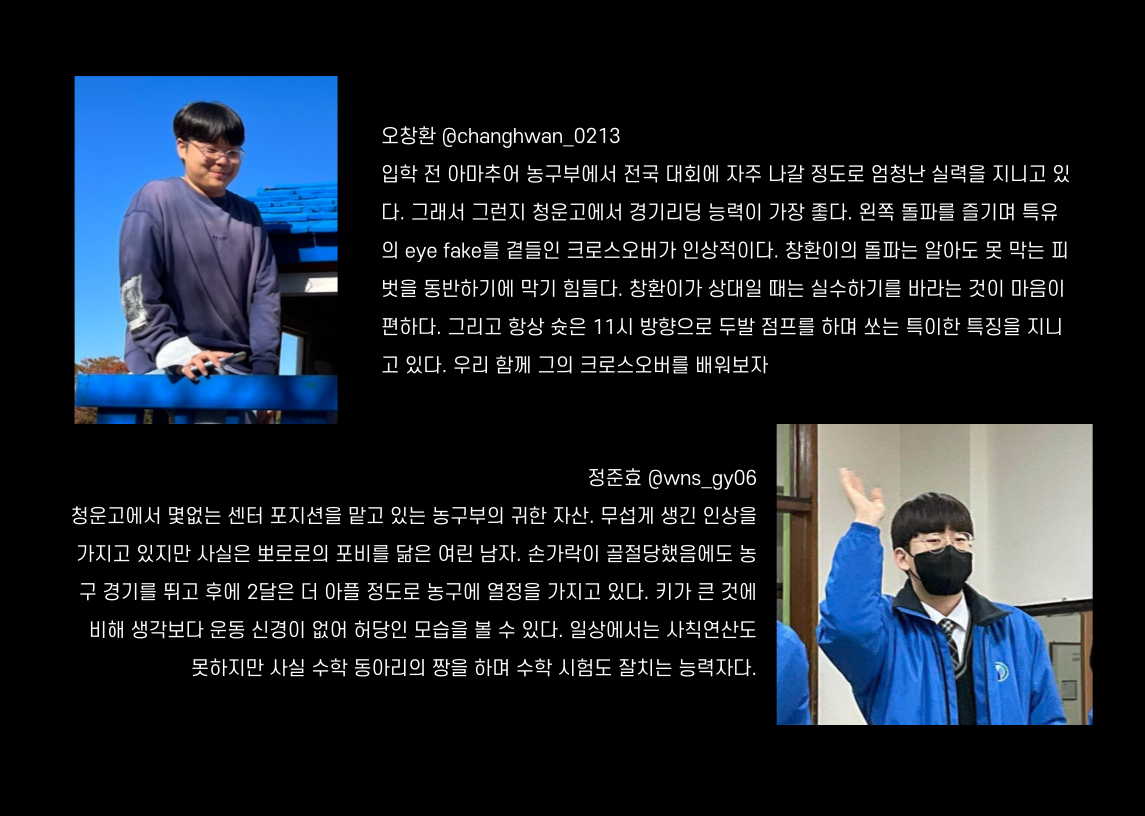 오창환 @changhwan_0213
입학 전 아마추어 농구부에서 전국 대회에 자주 나갈 정도로 엄청난 실력을 지니고 있
다. 그래서 그런지 청운고에서 경기리딩 능력이 가장 좋다. 왼쪽 돌파를 즐기며 특유
의 eye fake를 곁들인 크로스오버가 인상적이다. 창환이의 돌파는 알아도 못 막는 피
벗을 동반하기에 막기 힘들다. 창환이가 상대일 때는 실수하기를 바라는 것이 마음이
편하다. 그리고 항상 슛은 11시 방향으로 두발 점프를 하며 쏘는 특이한 특징을 지니
고 있다. 우리 함께 그의 크로스오버를 배워보자
정준효 @wns_gy06
청운고에서 몇없는 센터 포지션을 맡고 있는 농구부의 귀한 자산. 무섭게 생긴 인상을
가지고 있지만 사실은 뽀로로의 포비를 닮은 여린 남자. 손가락이 골절당했음에도 농
구 경기를 뛰고 후에 2달은 더 아플 정도로 농구에 열정을 가지고 있다. 키가 큰 것에
비해 생각보다 운동 신경이 없어 허당인 모습을 볼 수 있다. 일상에서는 사칙연산도
못하지만 사실 수학 동아리의 짱을 하며 수학 시험도 잘치는 능력자다.